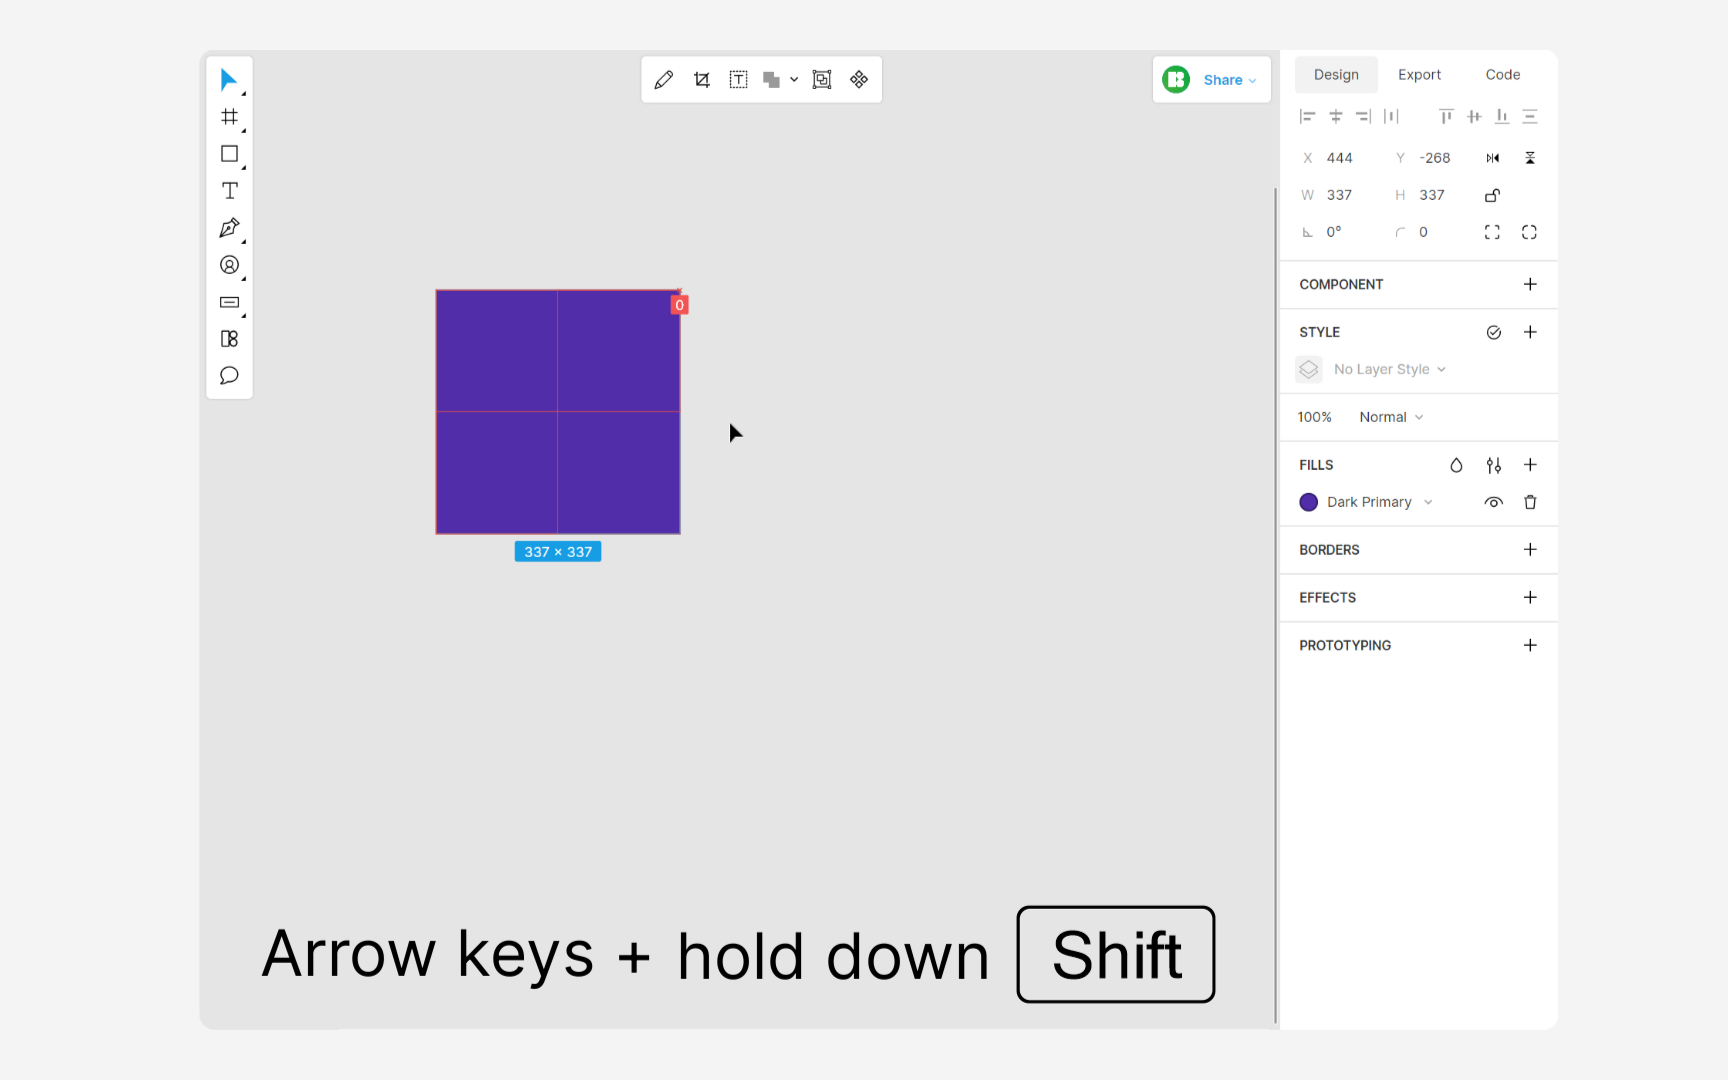 Share
Design Export Code
X 444 Y -268
W 337 H 337
0° 0
COMPONENT
STYLE
No Layer Style
100% Normal
FILLS
Dark Primary
BORDERS
EFFECTS
PROTOTYPING
0
337 × 337
Arrow keys + hold down Shift